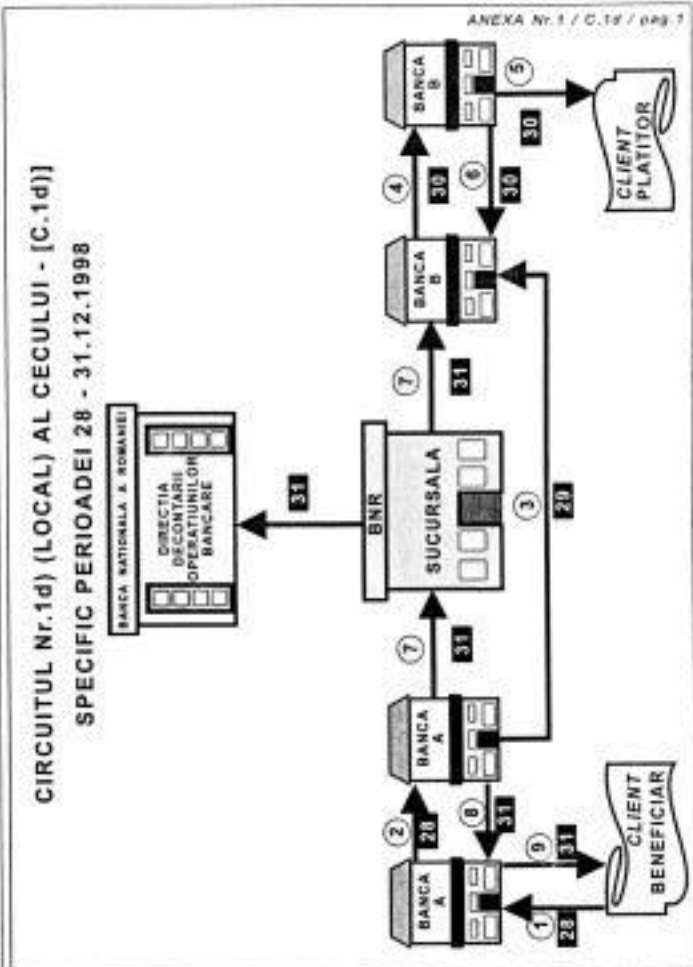 ANEXA Nr.1 / C.1d / pag.1
CIRCUITUL Nr.1d) (LOCAL) AL CECULUI - [C.1d)]
SPECIFIC PERIOADEI 28 - 31.12.1998
BANCA NATIONALA A ROMANIEI
DIRECTIA
DECONTARII
OPERATIUNILOR
BANCARE
31
BNR
SUCURSALA
BANCA
A
2
28
BANCA
A
7
31
7
31
BANCA
B
4
30
BANCA
B
8
31
6
30
1
28
9
31
3
29
5
30
CLIENT
BENEFICIAR
CLIENT
PLATITOR